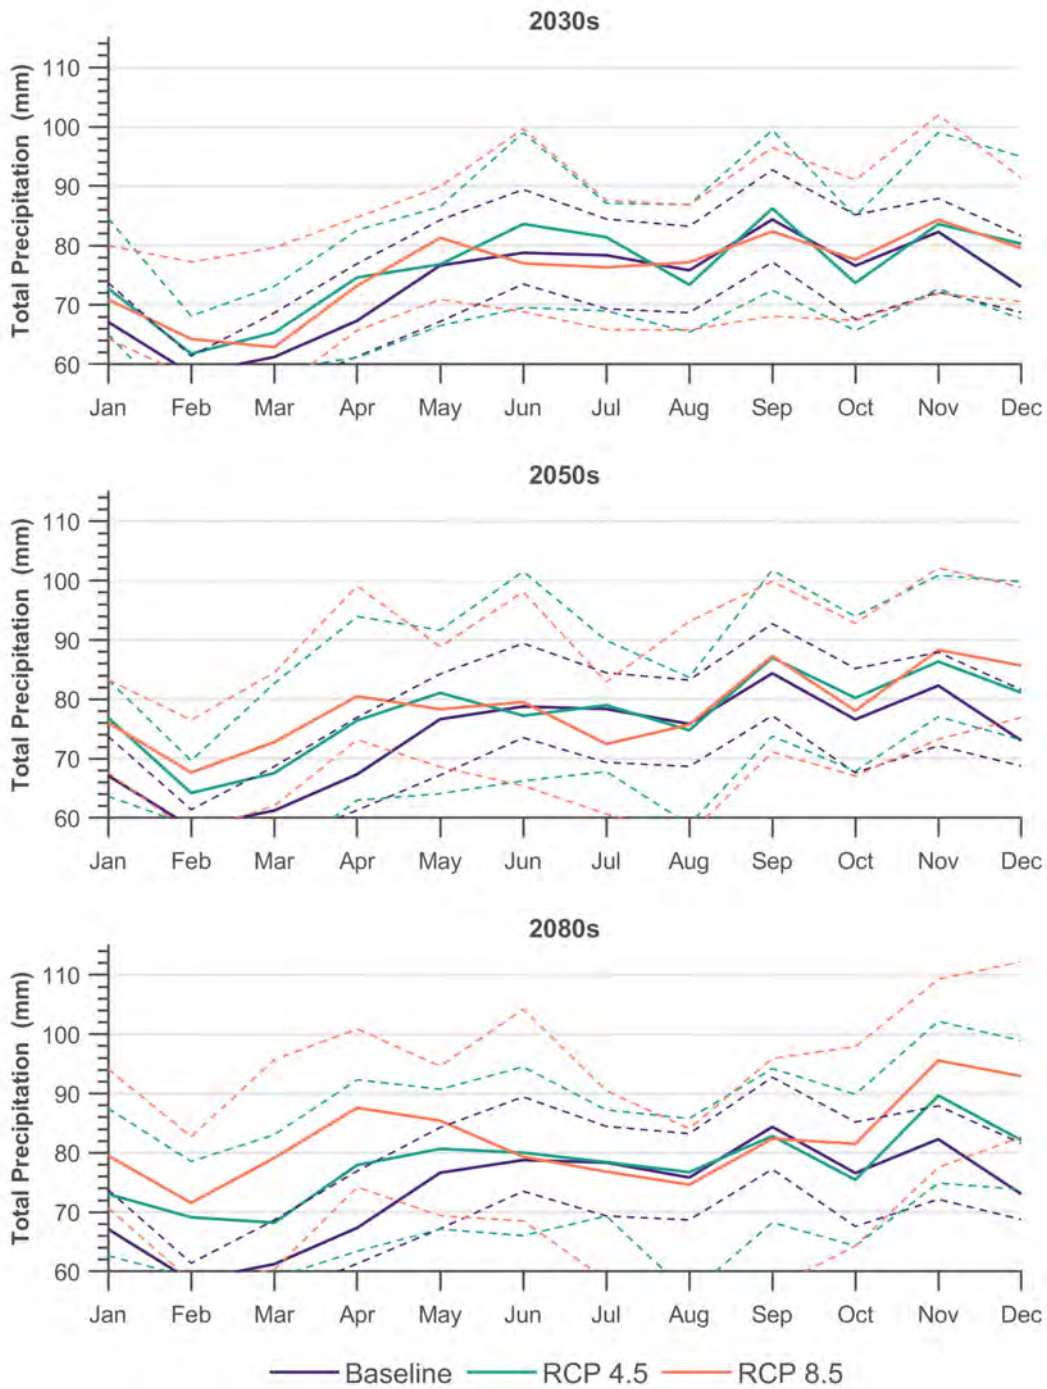 2030s
Total Precipitation (mm)
110
100
90
80
70
60
Jan Feb Mar Apr May Jun Jul Aug Sep Oct Nov Dec
2050s
Total Precipitation (mm)
110
100
90
80
70
60
Jan Feb Mar Apr May Jun Jul Aug Sep Oct Nov Dec
2080s
Total Precipitation (mm)
110
100
90
80
70
60
Jan Feb Mar Apr May Jun Jul Aug Sep Oct Nov Dec
Baseline RCP 4.5 RCP 8.5